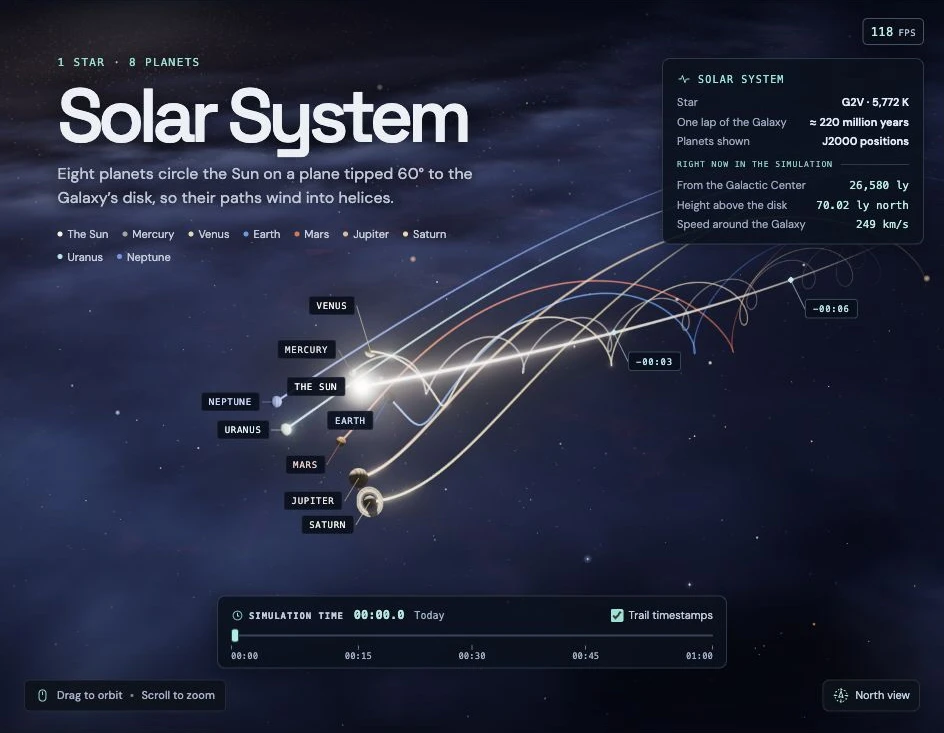 118 FPS
1 STAR · 8 PLANETS
Solar System
Eight planets circle the Sun on a plane tipped 60° to the
Galaxy's disk, so their paths wind into helices.
The Sun Mercury Venus Earth Mars Jupiter Saturn
Uranus Neptune
SOLAR SYSTEM
Star G2V · 5,772 K
One lap of the Galaxy ≈ 220 million years
Planets shown J2000 positions
RIGHT NOW IN THE SIMULATION
From the Galactic Center 26,580 ly
Height above the disk 70.02 ly north
Speed around the Galaxy 249 km/s
VENUS
−00:06
MERCURY
−00:03
THE SUN
NEPTUNE
EARTH
URANUS
MARS
JUPITER
SATURN
SIMULATION TIME 00:00.0 Today
Trail timestamps
00:00 00:15 00:30 00:45 01:00
Drag to orbit • Scroll to zoom
North view